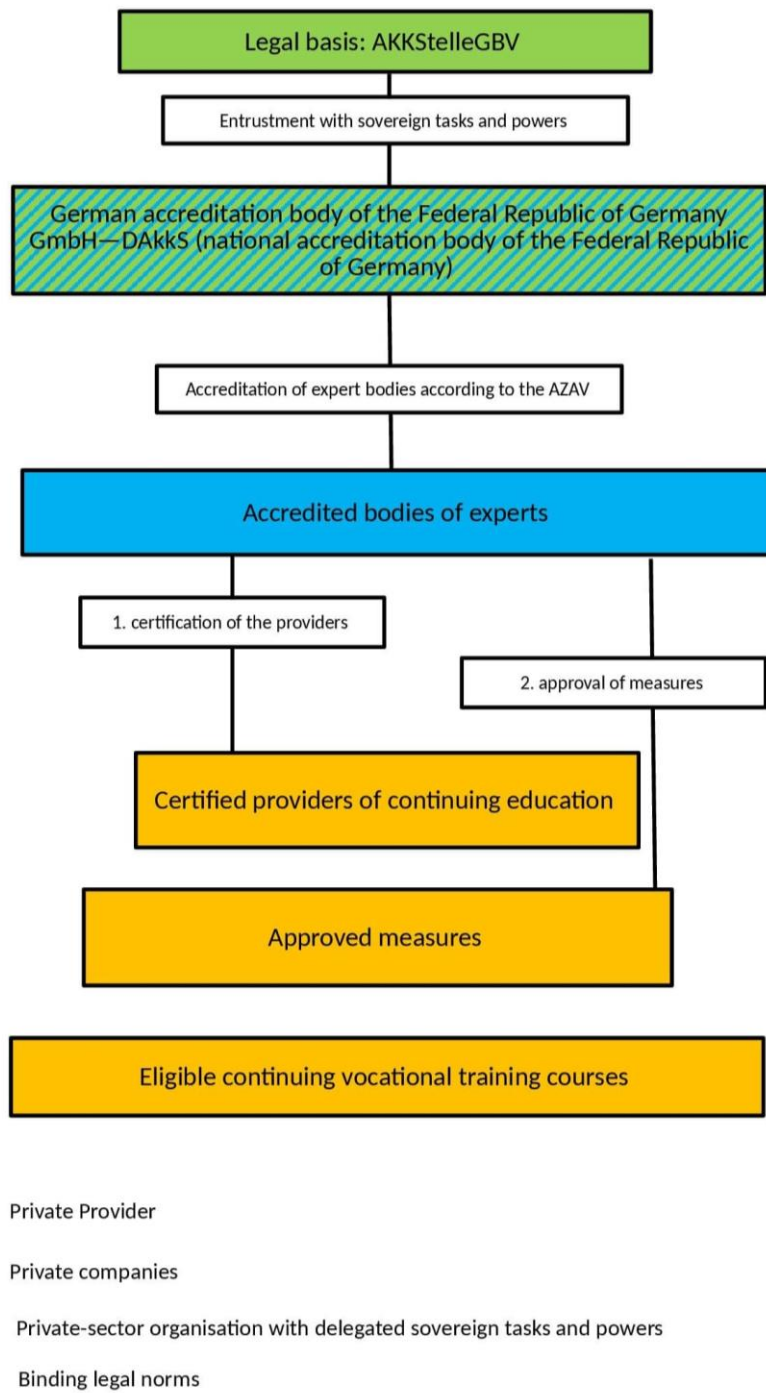 Legal basis: AKKStelleGBV
Entrustment with sovereign tasks and powers
German accreditation body of the Federal Republic of Germany
GmbH—DAkkS (national accreditation body of the Federal Republic
of Germany)
Accreditation of expert bodies according to the AZAV
Accredited bodies of experts
1. certification of the providers
2. approval of measures
Certified providers of continuing education
Approved measures
Eligible continuing vocational training courses
Private Provider
Private companies
Private-sector organisation with delegated sovereign tasks and powers
Binding legal norms